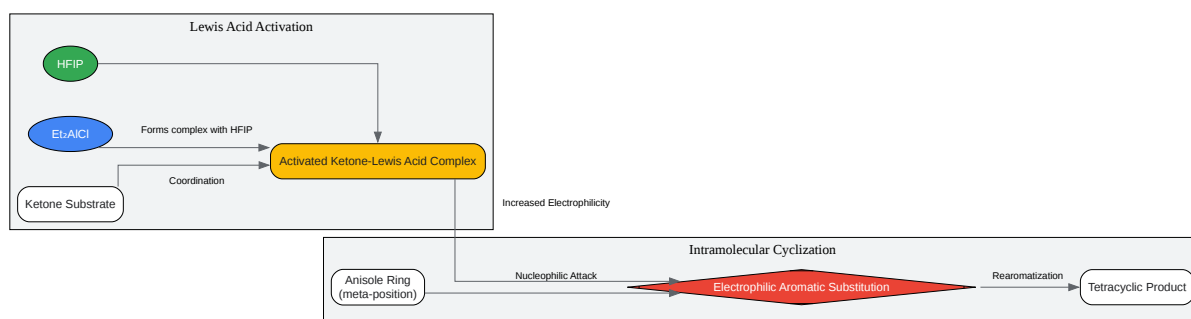 Lewis Acid Activation
HFIP
Et₂AlCl
Forms complex with HFIP
Activated Ketone-Lewis Acid Complex
Coordination
Ketone Substrate
Increased Electrophilicity
Intramolecular Cyclization
Anisole Ring
(meta-position)
Nucleophilic Attack
Electrophilic Aromatic Substitution
Rearomatization
Tetracyclic Product